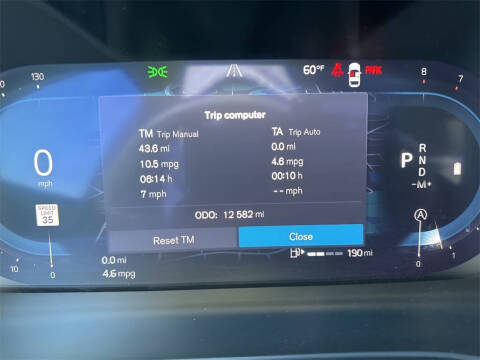 0 130 60°F PARK 8 7
Trip computer
TM Trip Manual TA Trip Auto
43.6 mi 0.0 mi
10.5 mpg 4.6 mpg
06:14 h 00:10 h
7 mph -- mph
0
mph
P R
N
D
–M+
SPEED
LIMIT
35
A
ODO: 12 582 mi
Reset TM Close
10 0
0.0 mi 190 mi
4.6 mpg